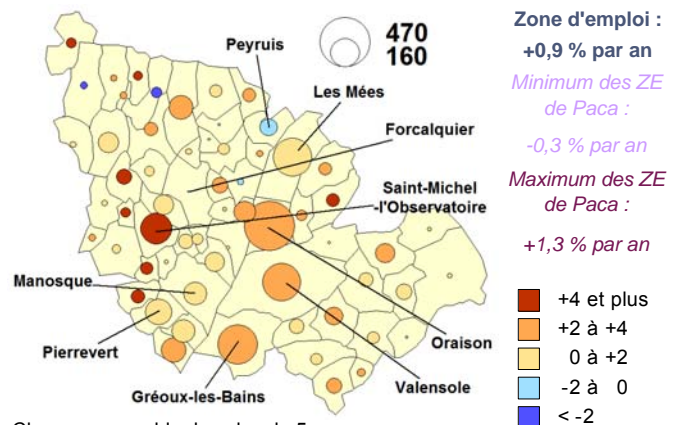 Peyruis
470
160
Les Mées
Forcalquier
Saint-Michel
-l'Observatoire
Manosque
Pierrevert
Gréoux-les-Bains
Valensole
Oraison
Zone d'emploi :
+0,9 % par an
Minimum des ZE
de Paca :
-0,3 % par an
Maximum des ZE
de Paca :
+1,3 % par an
+4 et plus
+2 à +4
0 à +2
-2 à 0
< -2